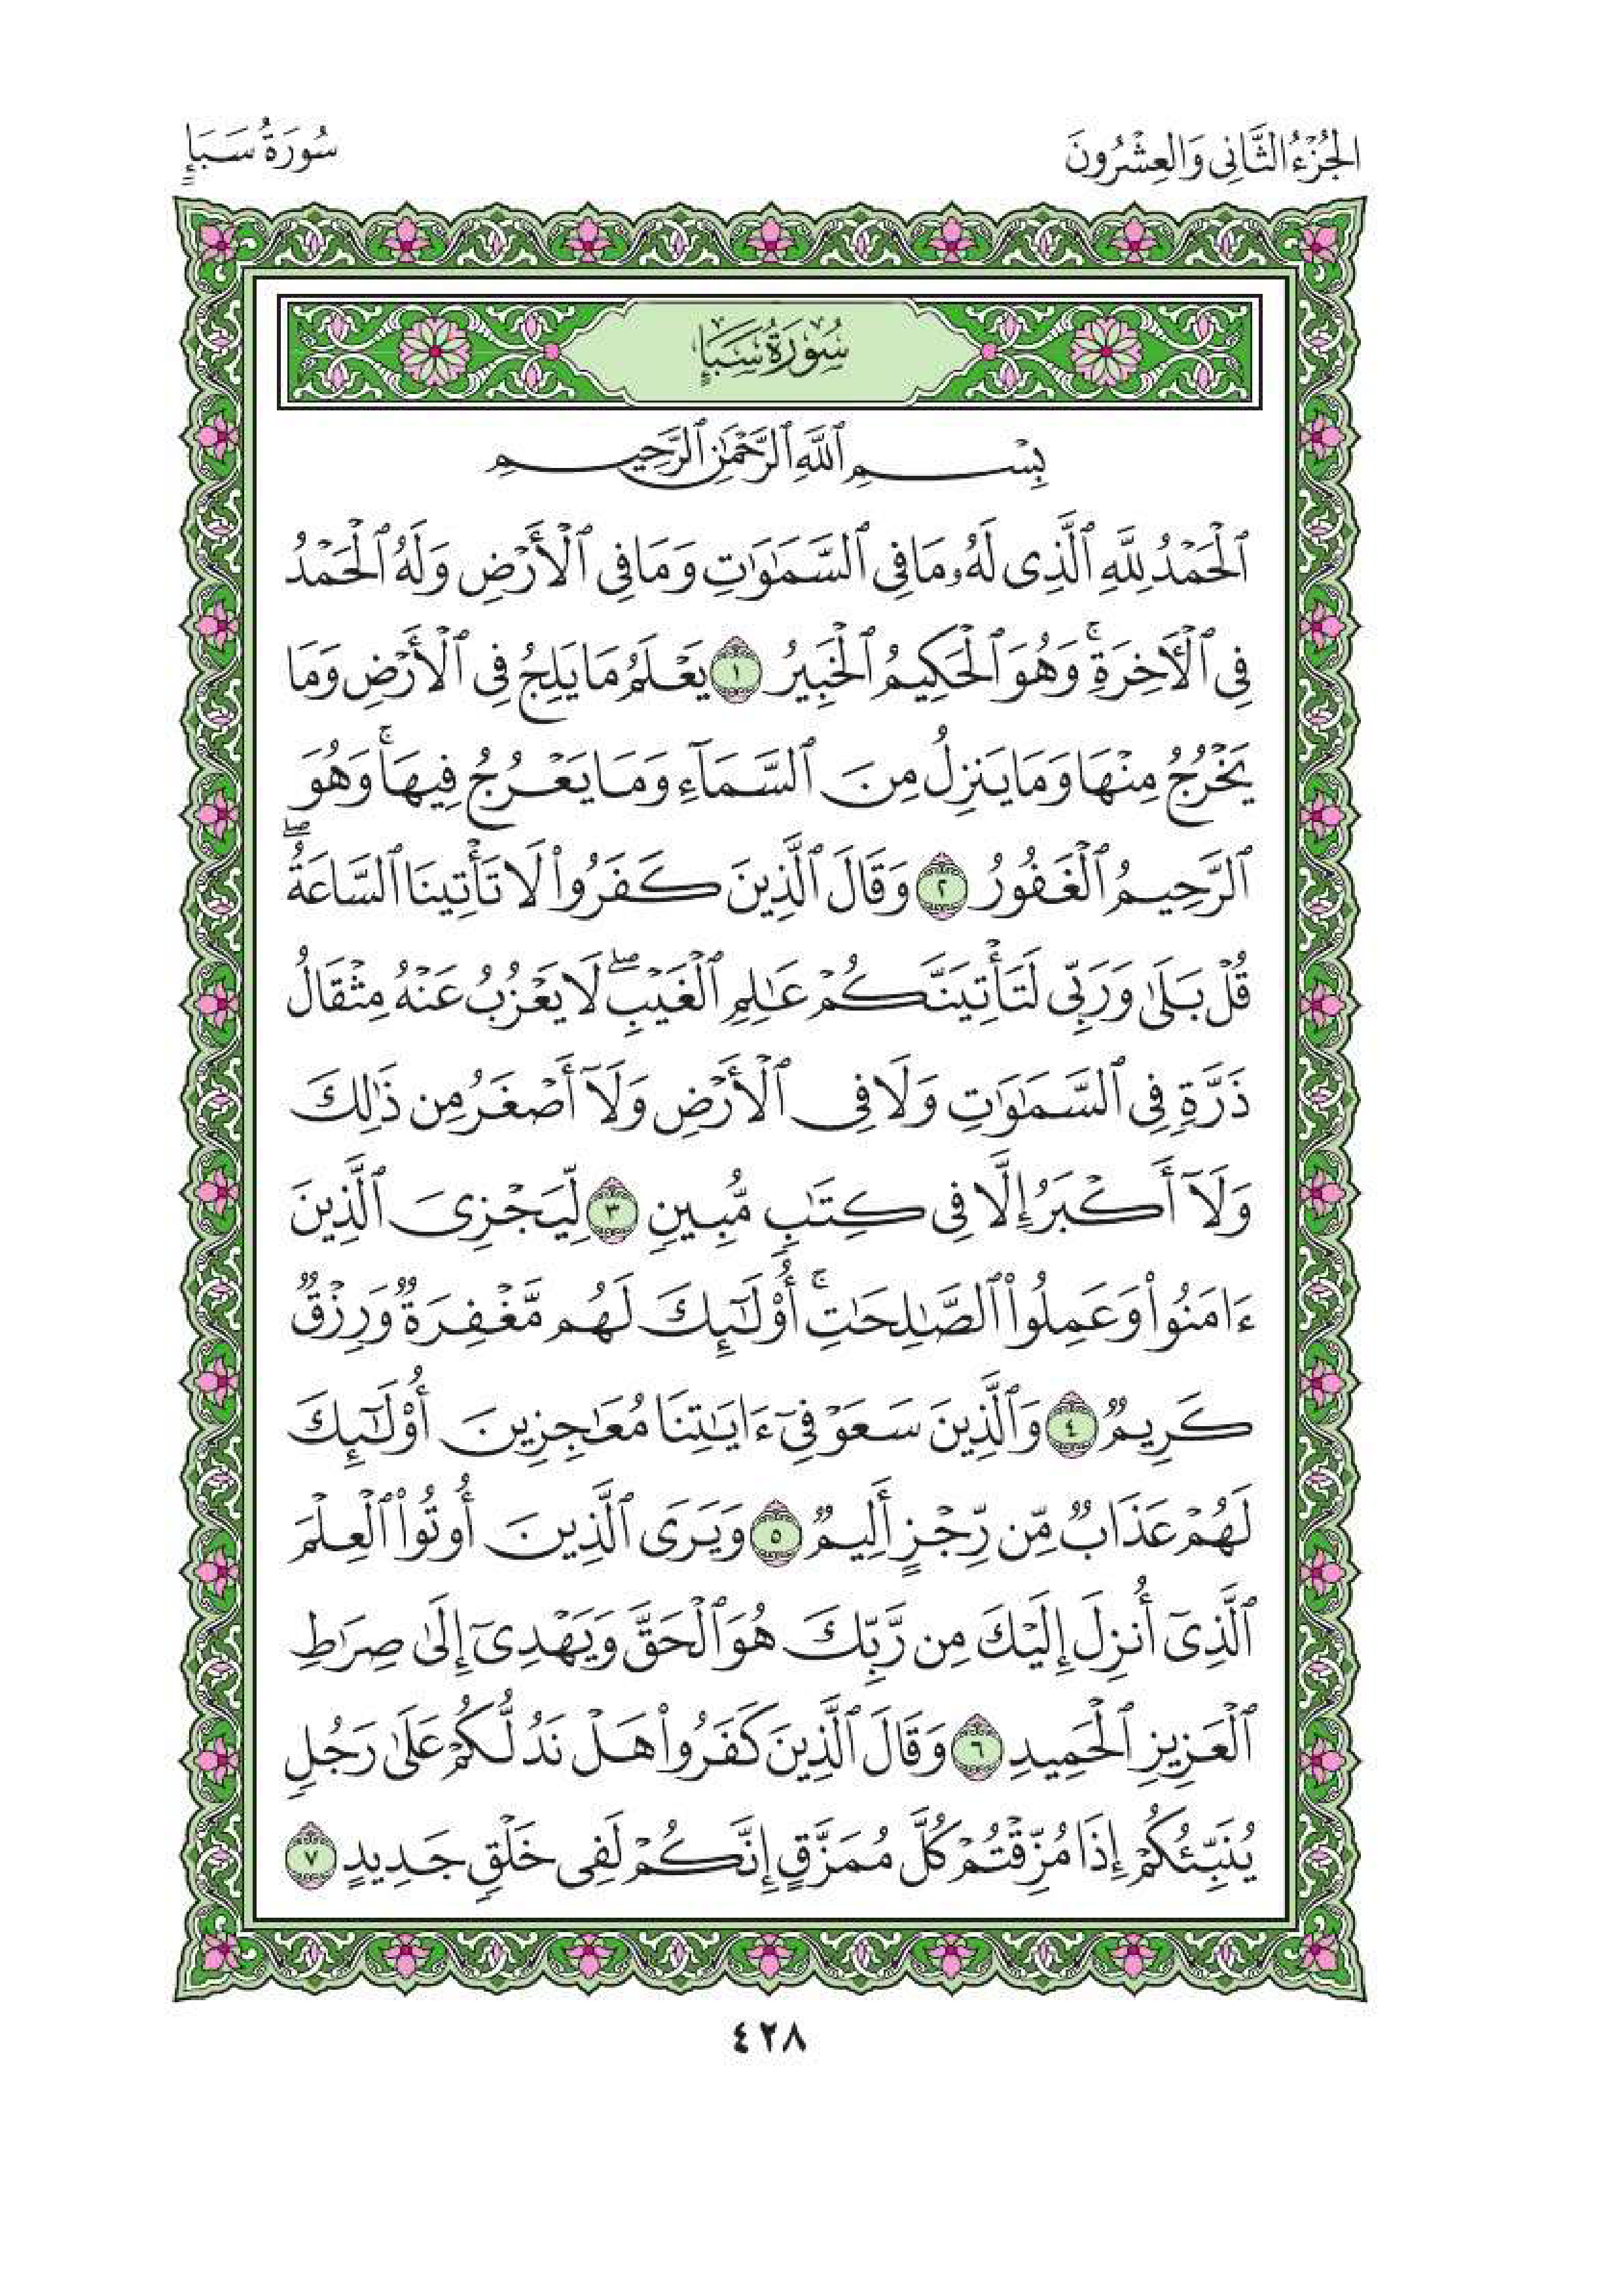 الجُزْءُ الثَّانِى وَالعِشْرُونَ
سُورَةُ سَبَإٍ
سُورَةُ سَبَإٍ
بِسْمِ ٱللَّهِ ٱلرَّحْمَٰنِ ٱلرَّحِيمِ
ٱلْحَمْدُ لِلَّهِ ٱلَّذِى لَهُۥ مَا فِى ٱلسَّمَٰوَٰتِ وَمَا فِى ٱلْأَرْضِ وَلَهُ ٱلْحَمْدُ
فِى ٱلْأَخِرَةِ ۚ وَهُوَ ٱلْحَكِيمُ ٱلْخَبِيرُ ١ يَعْلَمُ مَا يَلِجُ فِى ٱلْأَرْضِ وَمَا
يَخْرُجُ مِنْهَا وَمَا يَنزِلُ مِنَ ٱلسَّمَآءِ وَمَا يَعْرُجُ فِيهَا ۚ وَهُوَ
ٱلرَّحِيمُ ٱلْغَفُورُ ٢ وَقَالَ ٱلَّذِينَ كَفَرُوا۟ لَا تَأْتِينَا ٱلسَّاعَةُ ۖ
قُلْ بَلَىٰ وَرَبِّى لَتَأْتِيَنَّكُمْ عَٰلِمِ ٱلْغَيْبِ ۖ لَا يَعْزُبُ عَنْهُ مِثْقَالُ
ذَرَّةٍ فِى ٱلسَّمَٰوَٰتِ وَلَا فِى ٱلْأَرْضِ وَلَآ أَصْغَرُ مِن ذَٰلِكَ
وَلَآ أَكْبَرُ إِلَّا فِى كِتَٰبٍ مُّبِينٍ ٣ لِّيَجْزِىَ ٱلَّذِينَ
ءَامَنُوا۟ وَعَمِلُوا۟ ٱلصَّٰلِحَٰتِ ۚ أُو۟لَٰٓئِكَ لَهُم مَّغْفِرَةٌ وَرِزْقٌ
كَرِيمٌ ٤ وَٱلَّذِينَ سَعَوْ فِىٓ ءَايَٰتِنَا مُعَٰجِزِينَ أُو۟لَٰٓئِكَ
لَهُمْ عَذَابٌ مِّن رِّجْزٍ أَلِيمٌ ٥ وَيَرَى ٱلَّذِينَ أُوتُوا۟ ٱلْعِلْمَ
ٱلَّذِىٓ أُنزِلَ إِلَيْكَ مِن رَّبِّكَ هُوَ ٱلْحَقَّ وَيَهْدِىٓ إِلَىٰ صِرَٰطِ
ٱلْعَزِيزِ ٱلْحَمِيدِ ٦ وَقَالَ ٱلَّذِينَ كَفَرُوا۟ هَلْ نَدُلُّكُمْ عَلَىٰ رَجُلٍ
يُنَبِّئُكُمْ إِذَا مُزِّقْتُمْ كُلَّ مُمَزَّقٍ إِنَّكُمْ لَفِى خَلْقٍ جَدِيدٍ ٧
٤٢٨